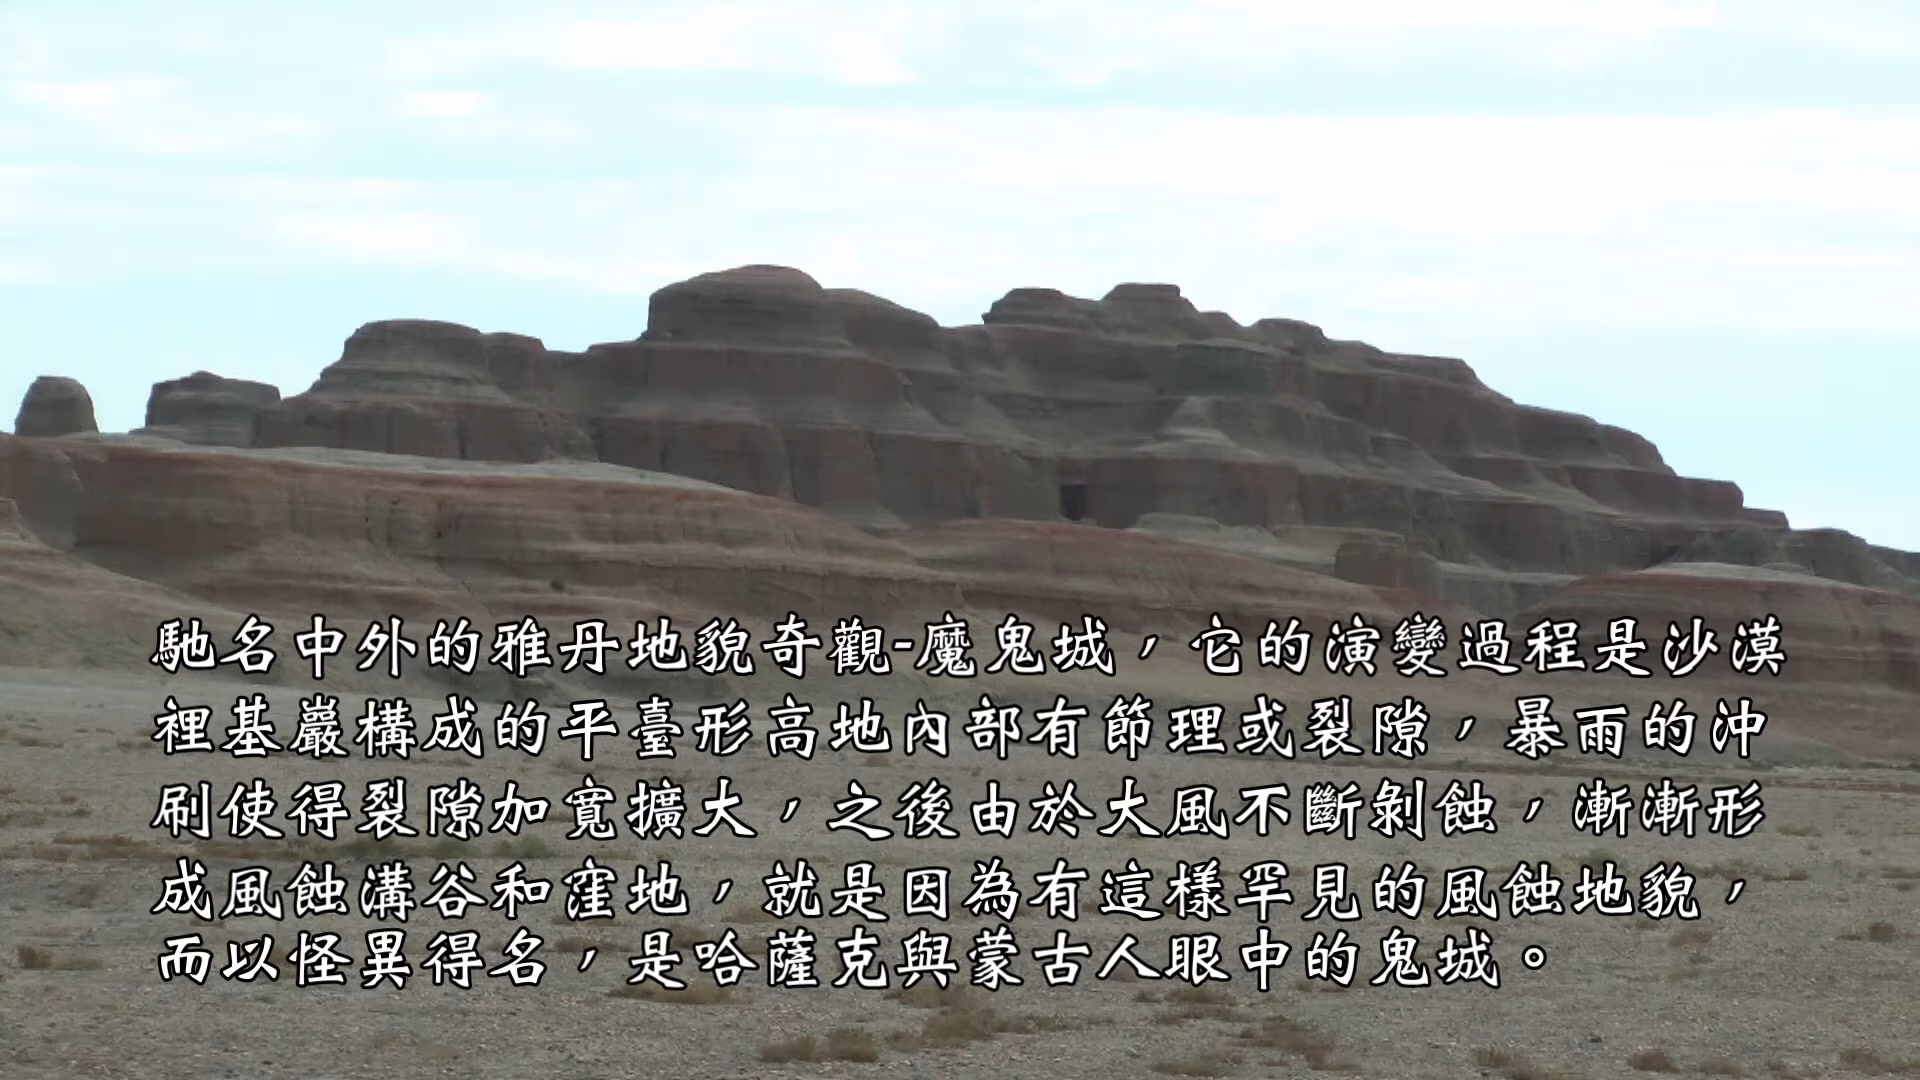 馳名中外的雅丹地貌奇觀-魔鬼城，它的演變過程是沙漠
裡基巖構成的平臺形高地內部有節理或裂隙，暴雨的沖
刷使得裂隙加寬擴大，之後由於大風不斷剝蝕，漸漸形
成風蝕溝谷和窪地，就是因為有這樣罕見的風蝕地貌，
而以怪異得名，是哈薩克與蒙古人眼中的鬼城。